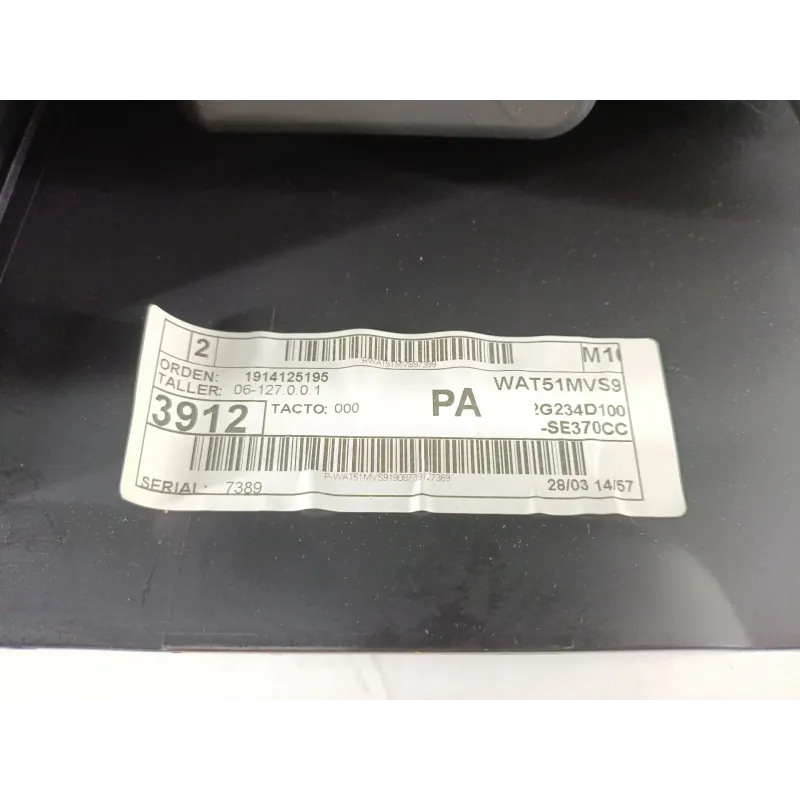 2 M1
P-WAT51MVS97389
ORDEN: 1914125195
TALLER: 06-127.0.0.1
WAT51MVS9
3912 TACTO: 000 PA
2G234D100
-SE370CC
SERIAL: 7389
28/03 14/57